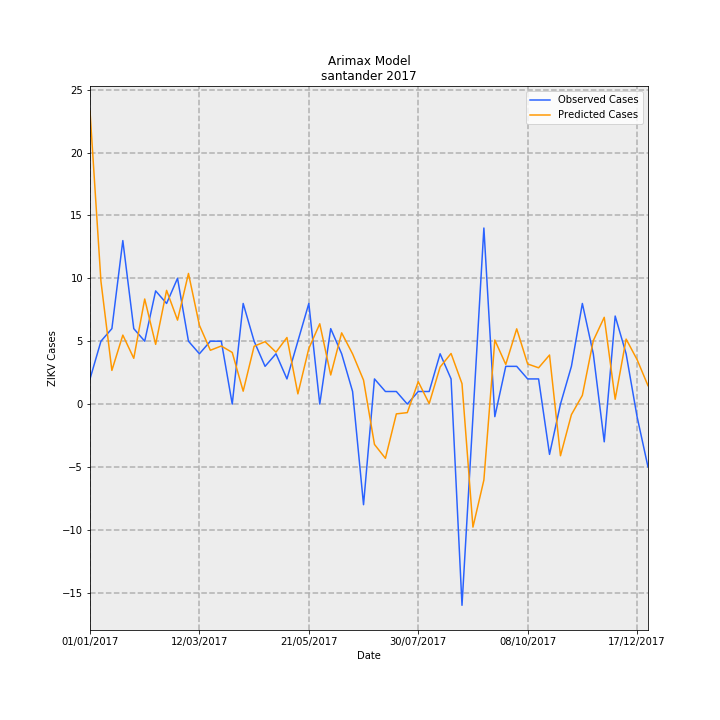 Arimax Model
santander 2017
Observed Cases
Predicted Cases
25
20
15
10
5
0
−5
−10
−15
ZIKV Cases
01/01/2017 12/03/2017 21/05/2017 30/07/2017 08/10/2017 17/12/2017
Date